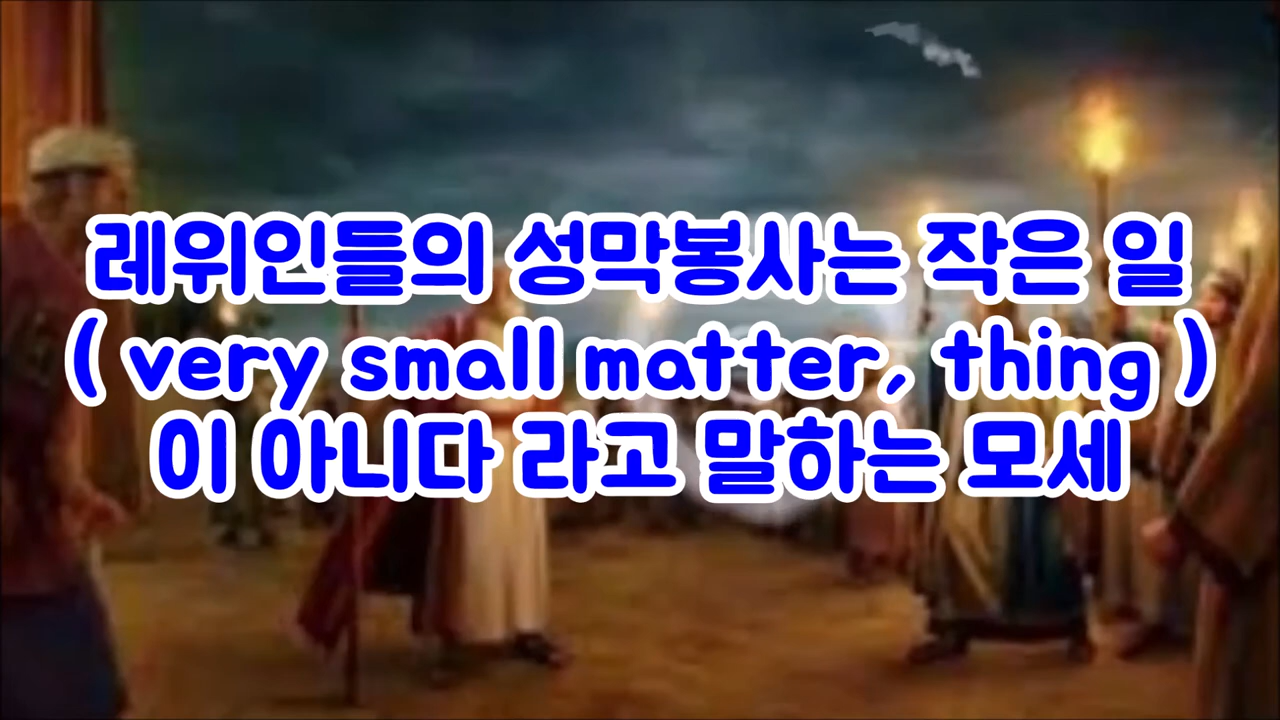 레위인들의 성막봉사는 작은 일
( very small matter, thing )
이 아니다 라고 말하는 모세